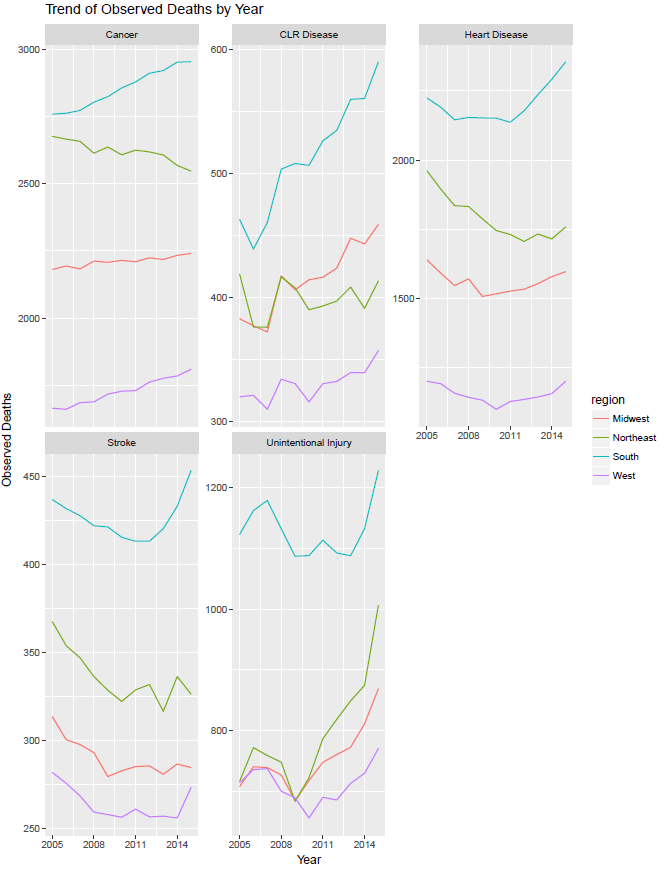 Trend of Observed Deaths by Year
Cancer
CLR Disease
Heart Disease
3000
2500
2000
600
500
400
300
2000
1500
2005
2008
2011
2014
Observed Deaths
Stroke
Unintentional Injury
450
400
350
300
250
1200
1000
800
2005
2008
2011
2014
2005
2008
2011
2014
Year
region
Midwest
Northeast
South
West